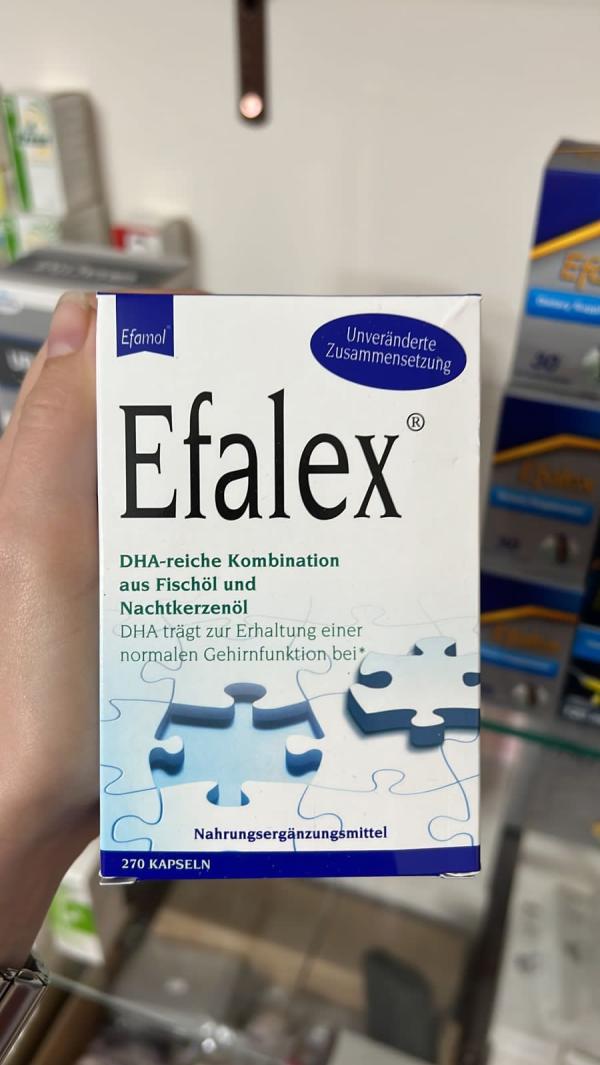 Efamol®
Unveränderte
Zusammensetzung
Efalex®
DHA-reiche Kombination
aus Fischöl und
Nachtkerzenöl
DHA trägt zur Erhaltung einer
normalen Gehirnfunktion bei*
Nahrungsergänzungsmittel
270 KAPSELN